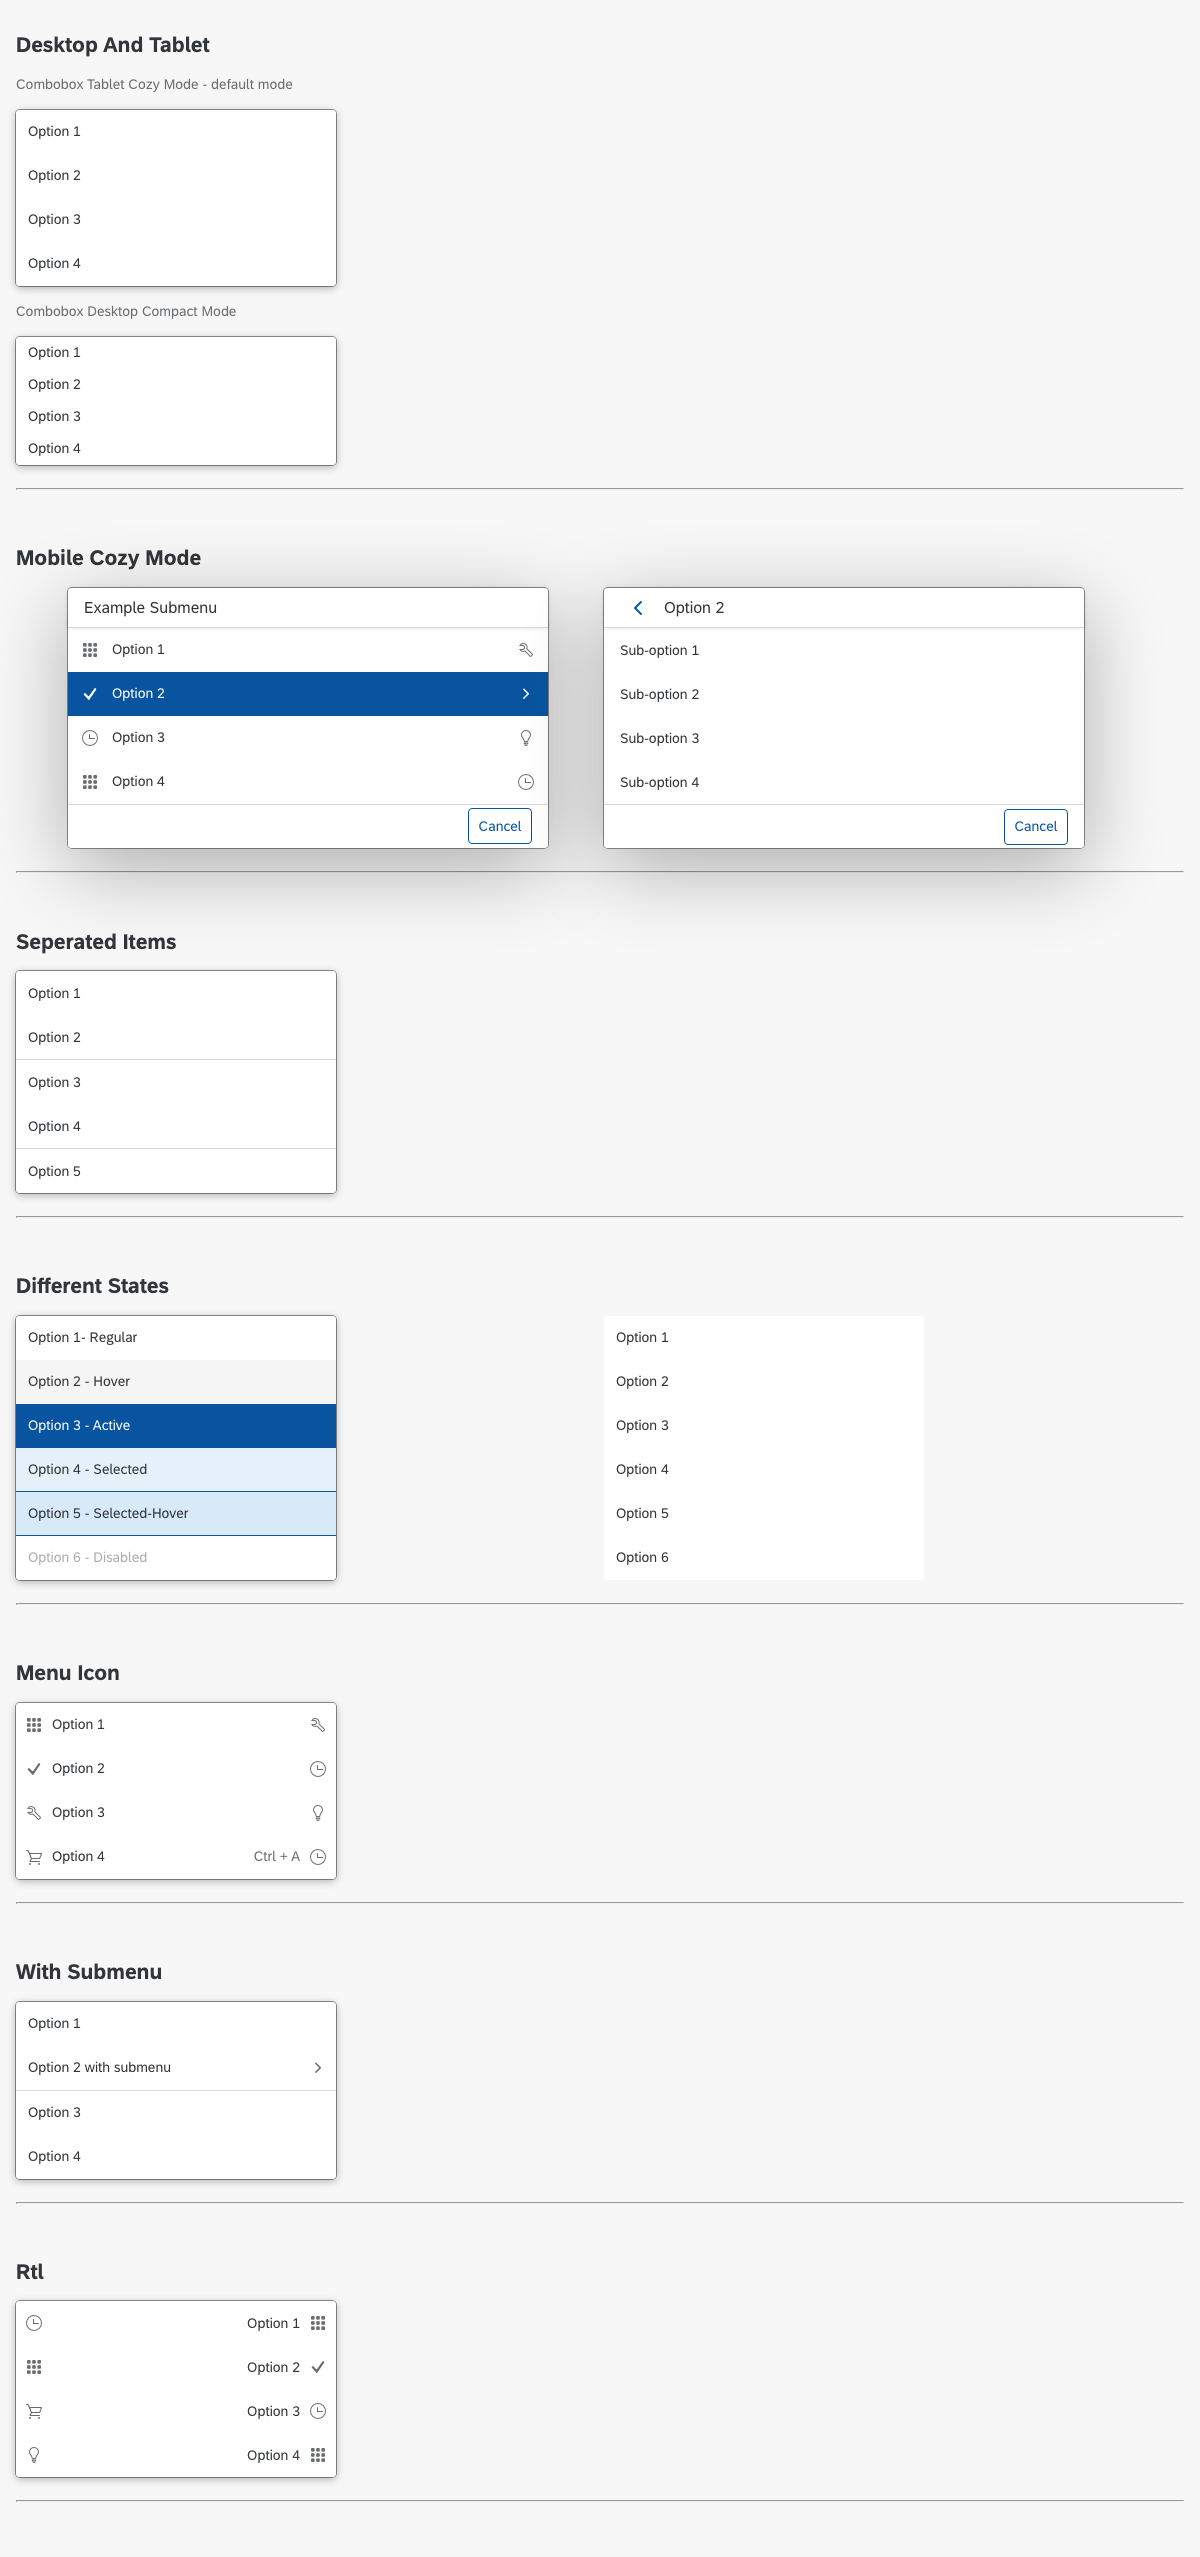 Desktop And Tablet
Combobox Tablet Cozy Mode - default mode
Option 1
Option 2
Option 3
Option 4
Combobox Desktop Compact Mode
Option 1
Option 2
Option 3
Option 4
Mobile Cozy Mode
Example Submenu
Option 1
Option 2
Option 3
Option 4
Cancel
Option 2
Sub-option 1
Sub-option 2
Sub-option 3
Sub-option 4
Cancel
Seperated Items
Option 1
Option 2
Option 3
Option 4
Option 5
Different States
Option 1- Regular
Option 2 - Hover
Option 3 - Active
Option 4 - Selected
Option 5 - Selected-Hover
Option 6 - Disabled
Option 1
Option 2
Option 3
Option 4
Option 5
Option 6
Menu Icon
Option 1
Option 2
Option 3
Option 4 Ctrl + A
With Submenu
Option 1
Option 2 with submenu
Option 3
Option 4
Rtl
Option 1
Option 2
Option 3
Option 4